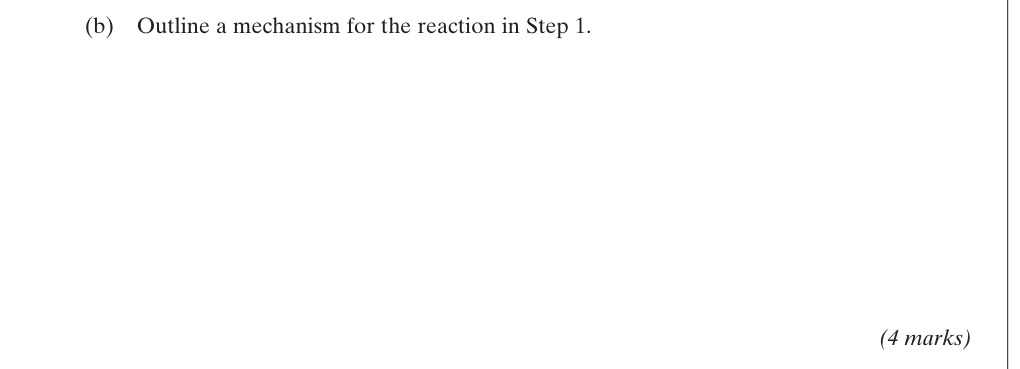 (b) Outline a mechanism for the reaction in Step 1.
(4 marks)